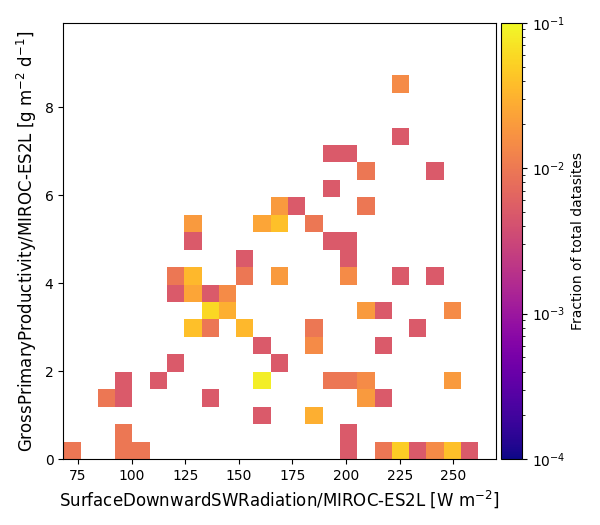 GrossPrimaryProductivity/MIROC-ES2L [g m⁻² d⁻¹]
8
6
4
2
0
75 100 125 150 175 200 225 250
SurfaceDownwardSWRadiation/MIROC-ES2L [W m⁻²]
10⁻¹
10⁻²
10⁻³
10⁻⁴
Fraction of total datasites